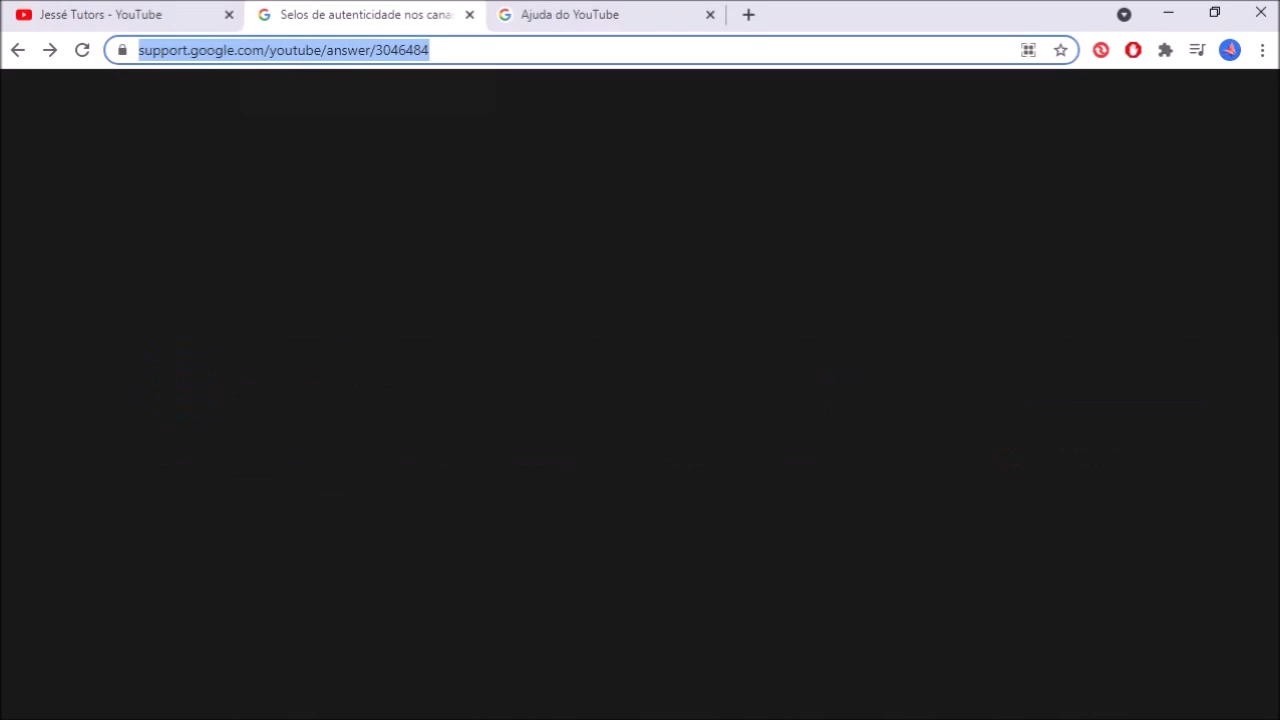 Jessé Tutors - YouTube
Selos de autenticidade nos cana
Ajuda do YouTube
support.google.com/youtube/answer/3046484